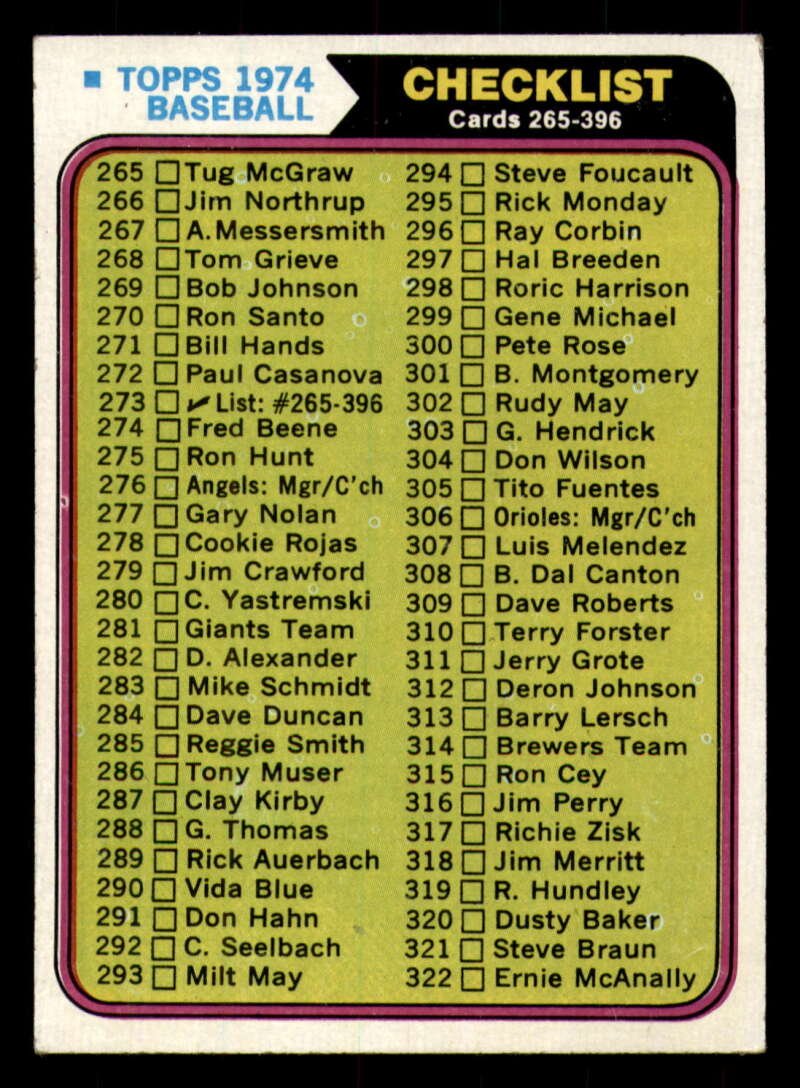 TOPPS 1974
BASEBALL
CHECKLIST
Cards 265-396
265 Tug McGraw
266 Jim Northrup
267 A. Messersmith
268 Tom Grieve
269 Bob Johnson
270 Ron Santo
271 Bill Hands
272 Paul Casanova
273 ✔ List: #265-396
274 Fred Beene
275 Ron Hunt
276 Angels: Mgr/C'ch
277 Gary Nolan
278 Cookie Rojas
279 Jim Crawford
280 C. Yastremski
281 Giants Team
282 D. Alexander
283 Mike Schmidt
284 Dave Duncan
285 Reggie Smith
286 Tony Muser
287 Clay Kirby
288 G. Thomas
289 Rick Auerbach
290 Vida Blue
291 Don Hahn
292 C. Seelbach
293 Milt May
294 Steve Foucault
295 Rick Monday
296 Ray Corbin
297 Hal Breeden
298 Roric Harrison
299 Gene Michael
300 Pete Rose
301 B. Montgomery
302 Rudy May
303 G. Hendrick
304 Don Wilson
305 Tito Fuentes
306 Orioles: Mgr/C'ch
307 Luis Melendez
308 B. Dal Canton
309 Dave Roberts
310 Terry Forster
311 Jerry Grote
312 Deron Johnson
313 Barry Lersch
314 Brewers Team
315 Ron Cey
316 Jim Perry
317 Richie Zisk
318 Jim Merritt
319 R. Hundley
320 Dusty Baker
321 Steve Braun
322 Ernie McAnally